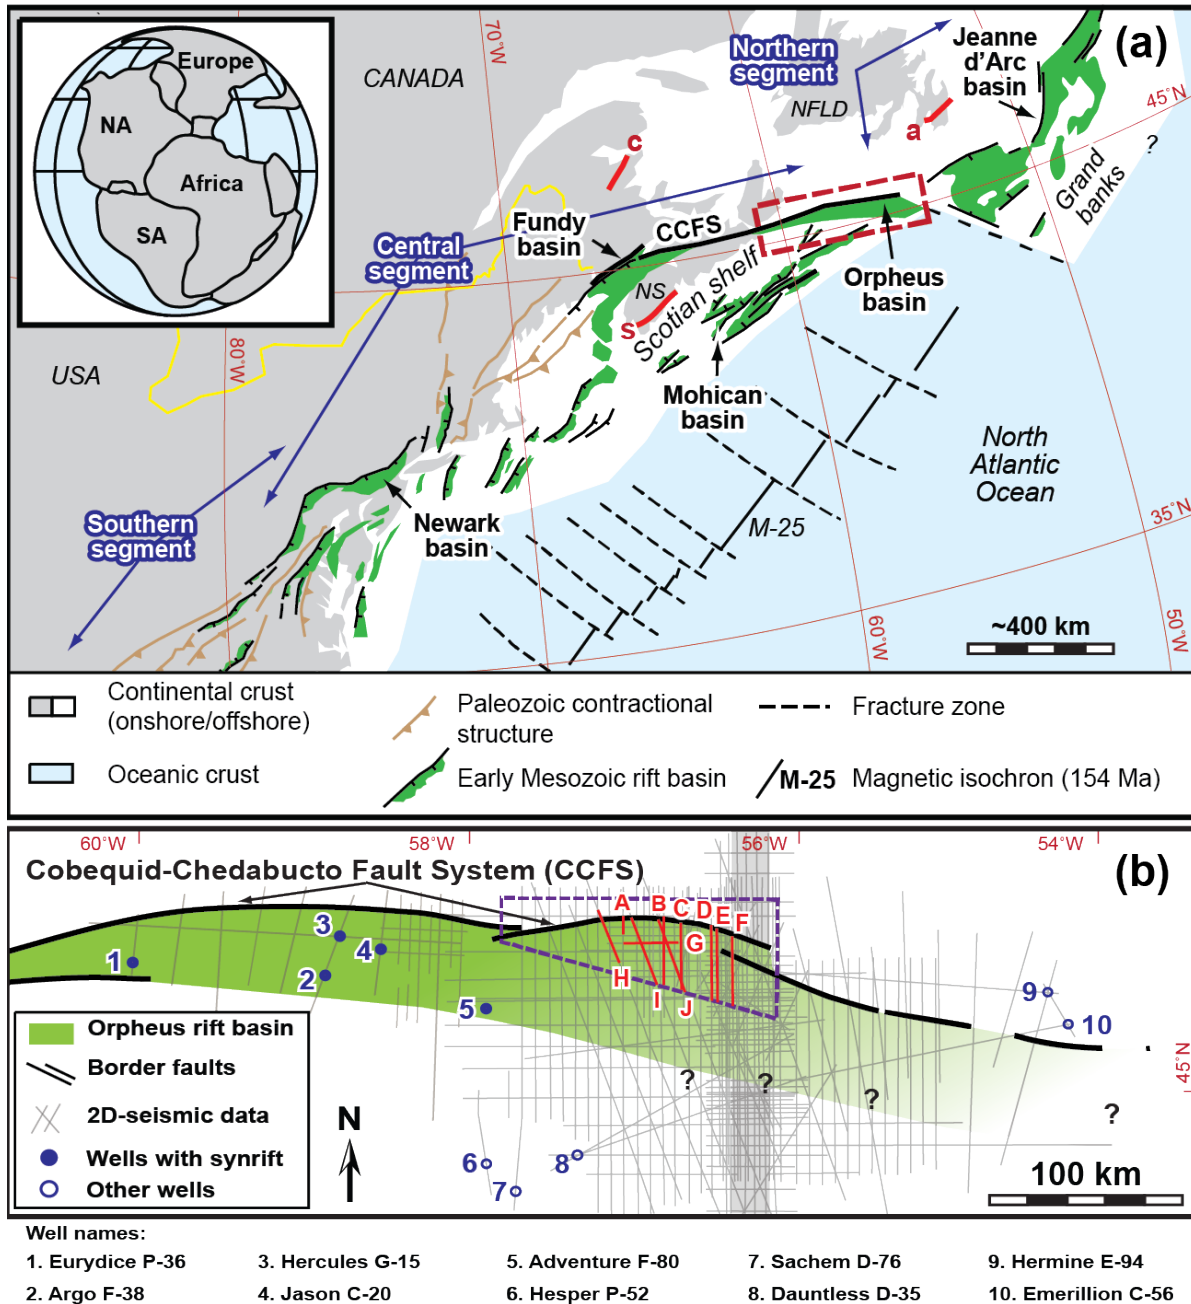 (a)
Europe
NA
Africa
SA
CANADA
70°W
Northern
segment
NFLD
Jeanne
d'Arc
basin
45°N
?
a
c
Grand
banks
Fundy
basin
CCFS
Central
segment
NS
s
Scotian shelf
Orpheus
basin
Mohican
basin
USA
80°W
North
Atlantic
Ocean
Southern
segment
Newark
basin
M-25
35°N
60°W
50°W
~400 km
Continental crust
(onshore/offshore)
Paleozoic contractional
structure
Fracture zone
Oceanic crust
Early Mesozoic rift basin
M-25
Magnetic isochron (154 Ma)
60°W
58°W
56°W
54°W
(b)
Cobequid-Chedabucto Fault System (CCFS)
A
B
C
D
E
F
G
H
I
J
1
2
3
4
5
6
7
8
9
10
?
?
?
?
45°N
Orpheus rift basin
Border faults
2D-seismic data
Wells with synrift
Other wells
N
100 km
Well names:
1. Eurydice P-36 3. Hercules G-15 5. Adventure F-80 7. Sachem D-76 9. Hermine E-94
2. Argo F-38 4. Jason C-20 6. Hesper P-52 8. Dauntless D-35 10. Emerillion C-56